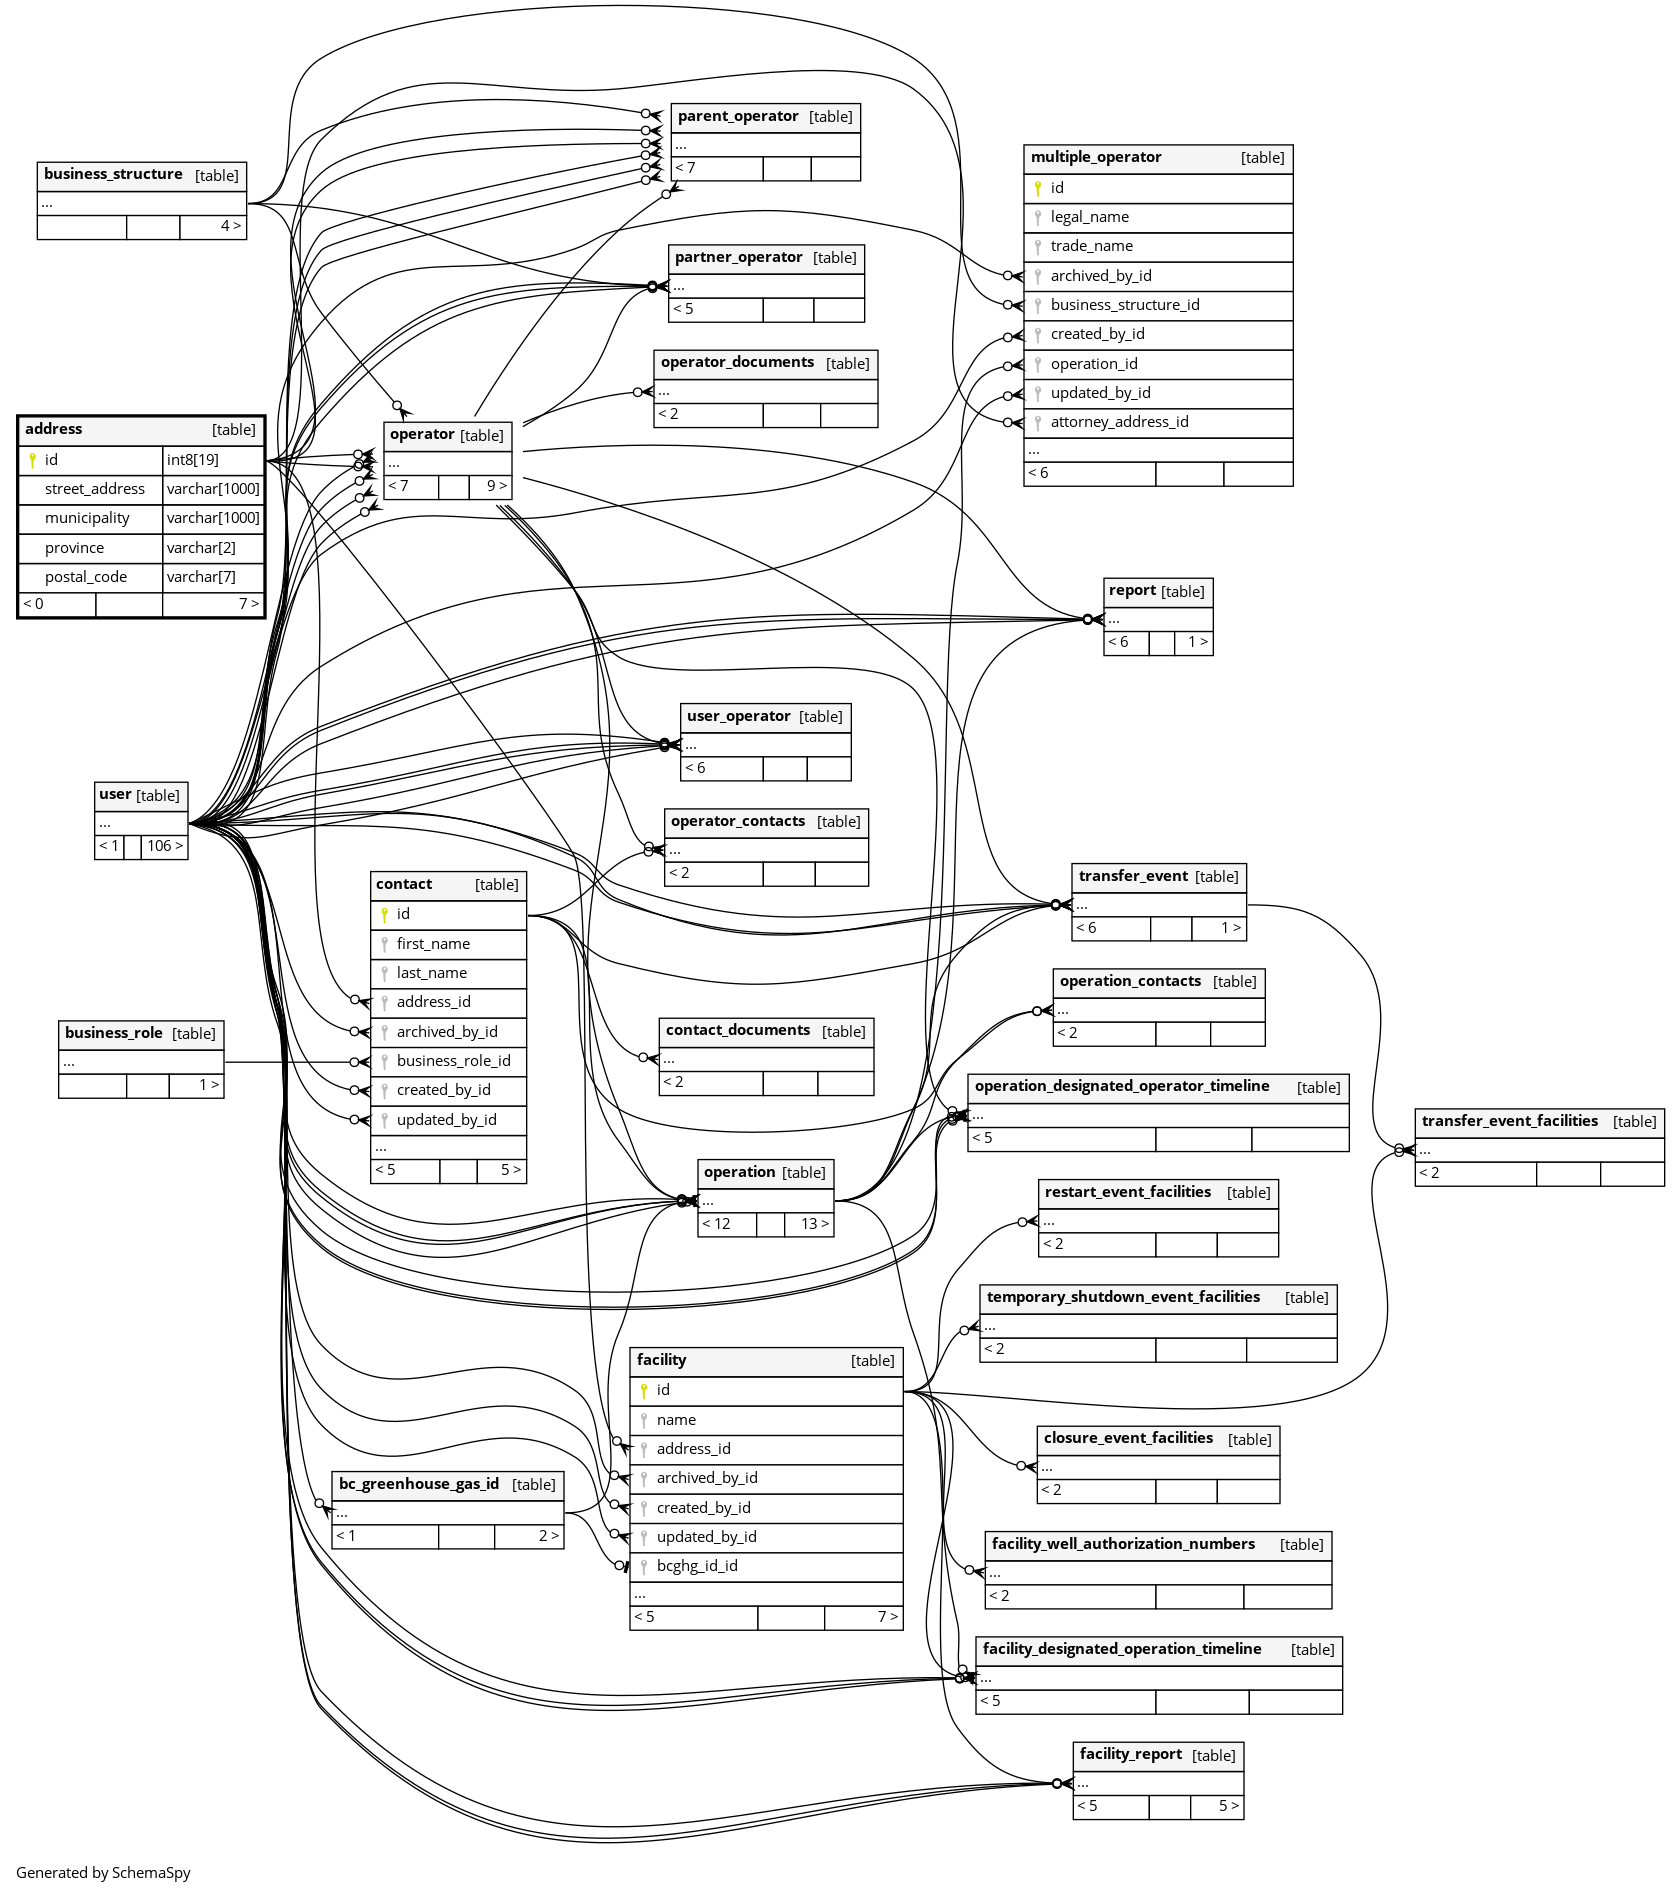 parent_operator [table]
...
< 7
business_structure [table]
...
4 >
multiple_operator [table]
id
legal_name
trade_name
archived_by_id
business_structure_id
created_by_id
operation_id
updated_by_id
attorney_address_id
...
< 6
partner_operator [table]
...
< 5
operator_documents [table]
...
< 2
address [table]
id int8[19]
street_address varchar[1000]
municipality varchar[1000]
province varchar[2]
postal_code varchar[7]
< 0 7 >
operator [table]
...
< 7 9 >
report [table]
...
< 6 1 >
user_operator [table]
...
< 6
user [table]
...
< 1 106 >
operator_contacts [table]
...
< 2
contact [table]
id
first_name
last_name
address_id
archived_by_id
business_role_id
created_by_id
updated_by_id
...
< 5 5 >
transfer_event [table]
...
< 6 1 >
operation_contacts [table]
...
< 2
business_role [table]
...
1 >
contact_documents [table]
...
< 2
operation_designated_operator_timeline [table]
...
< 5
transfer_event_facilities [table]
...
< 2
operation [table]
...
< 12 13 >
restart_event_facilities [table]
...
< 2
temporary_shutdown_event_facilities [table]
...
< 2
facility [table]
id
name
address_id
archived_by_id
created_by_id
updated_by_id
bcghg_id_id
...
< 5 7 >
closure_event_facilities [table]
...
< 2
bc_greenhouse_gas_id [table]
...
< 1 2 >
facility_well_authorization_numbers [table]
...
< 2
facility_designated_operation_timeline [table]
...
< 5
facility_report [table]
...
< 5 5 >
Generated by SchemaSpy